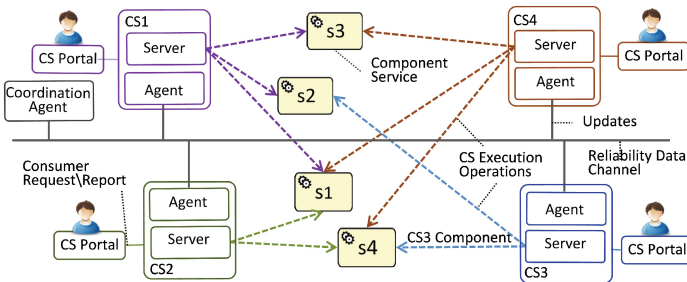 CS1
Server
Agent
CS Portal
Coordination
Agent
s3
Component
Service
s2
CS4
Server
Agent
CS Portal
Updates
Reliability Data
Channel
Consumer
Request\Report
CS Execution
Operations
s1
Agent
Server
CS2
CS Portal
s4
CS3 Component
Agent
Server
CS3
CS Portal